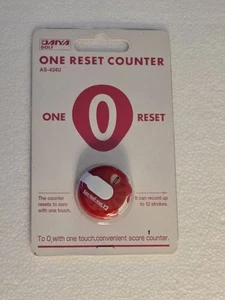 DAIYA
GOLF
ONE RESET COUNTER
AS-434U
ONE 0 RESET
The counter
resets to zero
with one touch.
It can record up
to 12 strokes.
To 0, with one touch, convenient score counter.